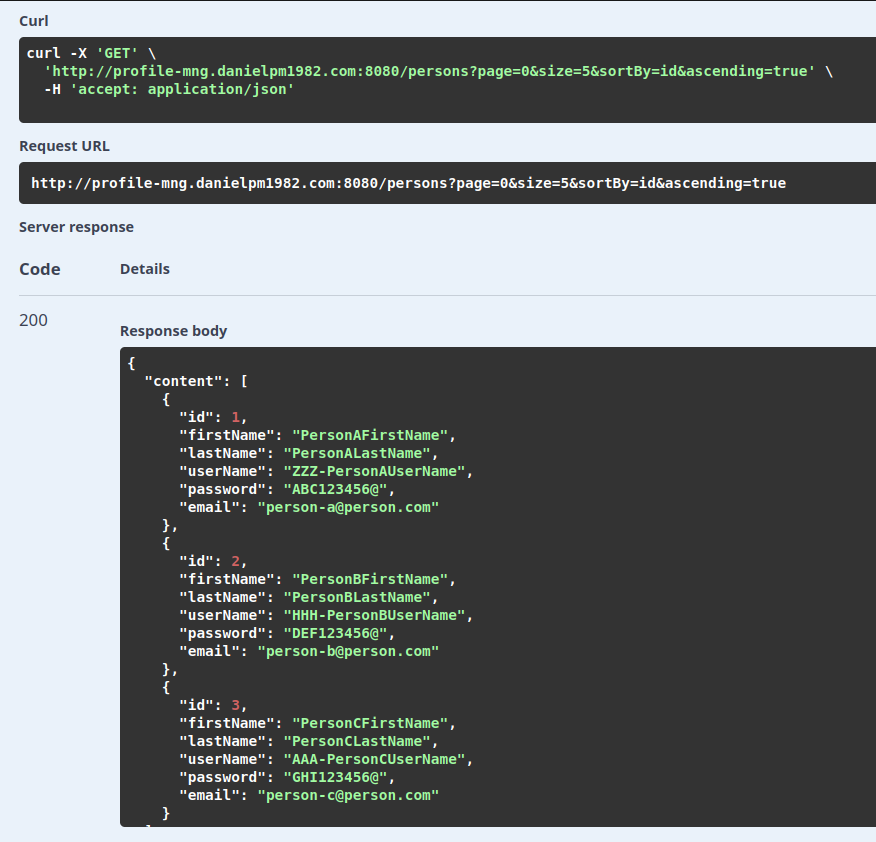 Curl
curl -X 'GET' \
  'http://profile-mng.danielpm1982.com:8080/persons?page=0&size=5&sortBy=id&ascending=true' \
  -H 'accept: application/json'
Request URL
http://profile-mng.danielpm1982.com:8080/persons?page=0&size=5&sortBy=id&ascending=true
Server response
Code Details
200
Response body
{
  "content": [
    {
      "id": 1,
      "firstName": "PersonAFirstName",
      "lastName": "PersonALastName",
      "userName": "ZZZ-PersonAUserName",
      "password": "ABC123456@",
      "email": "person-a@person.com"
    },
    {
      "id": 2,
      "firstName": "PersonBFirstName",
      "lastName": "PersonBLastName",
      "userName": "HHH-PersonBUserName",
      "password": "DEF123456@",
      "email": "person-b@person.com"
    },
    {
      "id": 3,
      "firstName": "PersonCFirstName",
      "lastName": "PersonCLastName",
      "userName": "AAA-PersonCUserName",
      "password": "GHI123456@",
      "email": "person-c@person.com"
    }